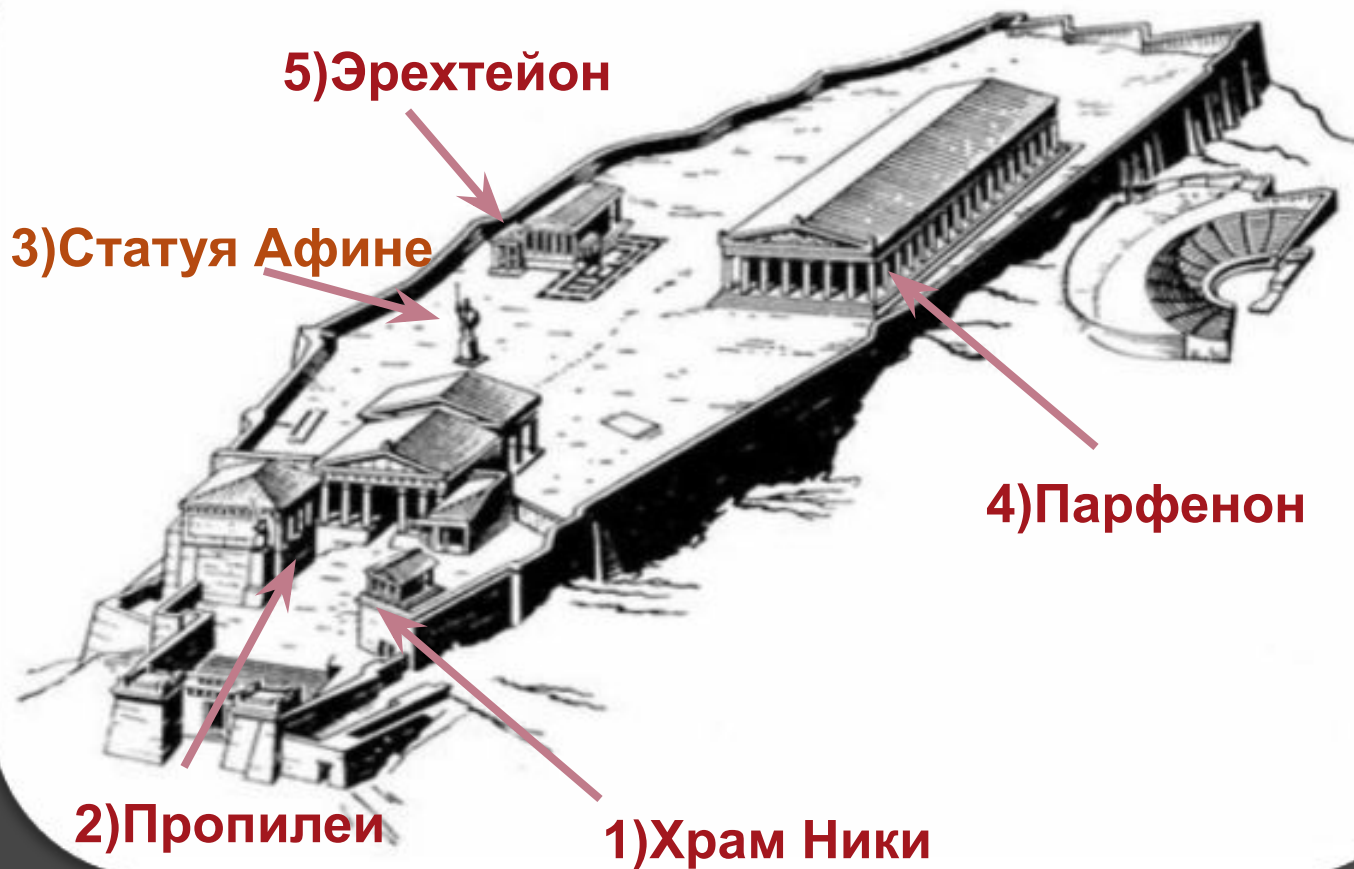 5)Эрехтейон
3)Статуя Афине
4)Парфенон
2)Пропилеи
1)Храм Ники